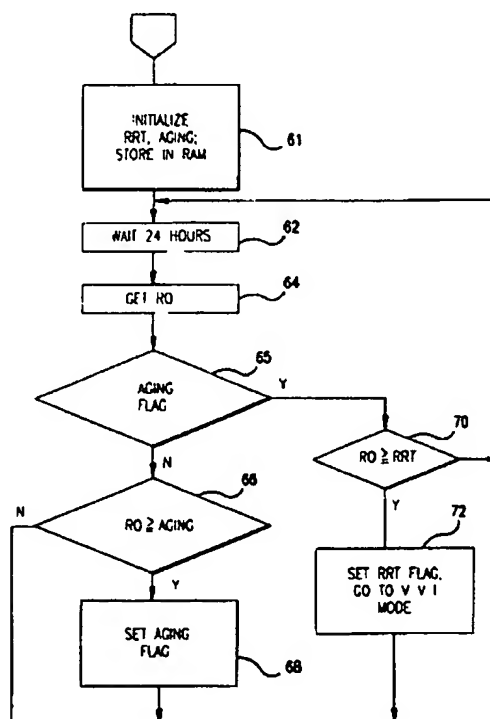 INITIALIZE
RRT, AGING;
STORE IN RAM
61
WAIT 24 HOURS
62
GET RO
64
65
AGING
FLAG
Y
70
RO ≧ RRT
N
66
N
RO ≧ AGING
Y
72
Y
SET RRT FLAG,
GO TO V V I
MODE
SET AGING
FLAG
68